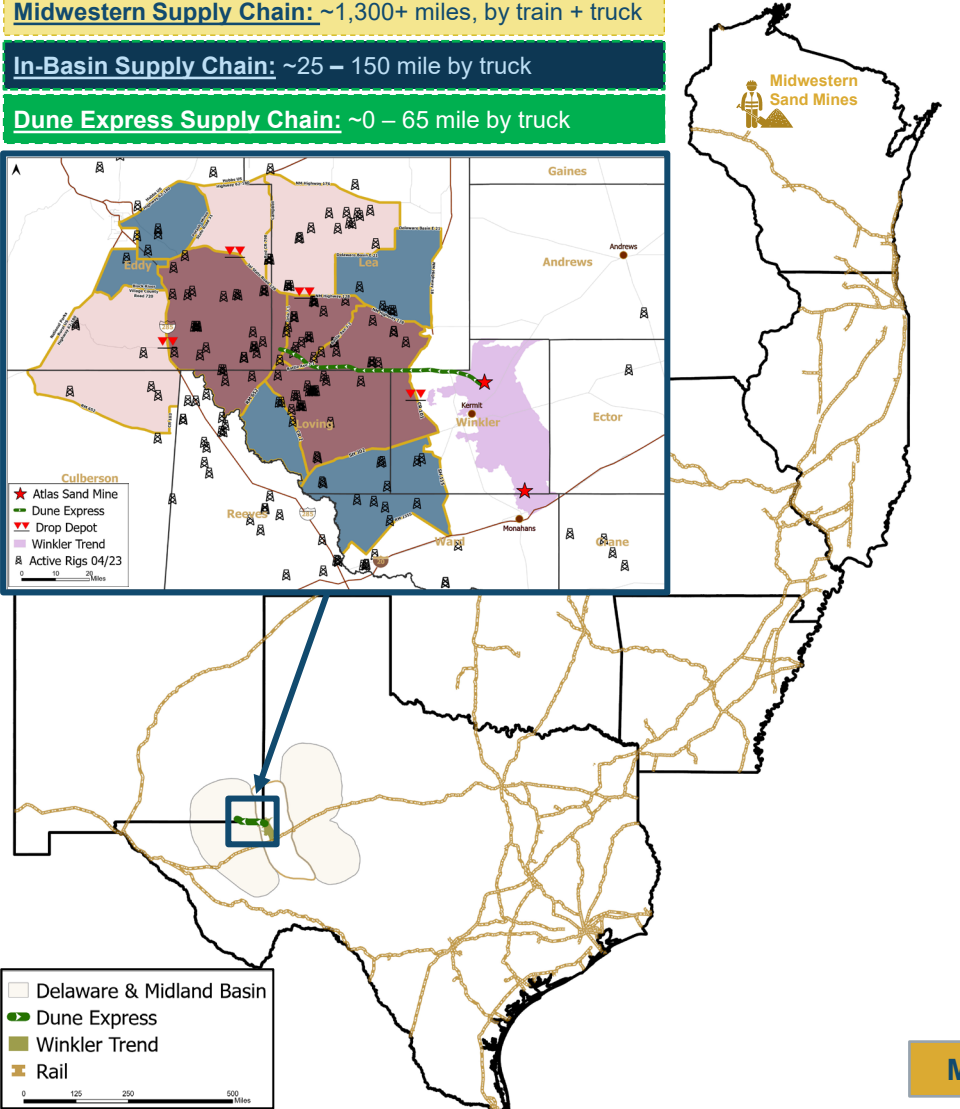 Midwestern Supply Chain: ~1,300+ miles, by train + truck
In-Basin Supply Chain: ~25 – 150 mile by truck
Dune Express Supply Chain: ~0 – 65 mile by truck
Midwestern
Sand Mines
Gaines
Andrews
Andrews
Eddy
Lea
285
Kermit
Winkler
Ector
Loving
Culberson
Reeves
285
Ward
Monahans
Crane
Atlas Sand Mine
Dune Express
Drop Depot
Winkler Trend
Active Rigs 04/23
0 10 20
Miles
Delaware & Midland Basin
Dune Express
Winkler Trend
Rail
0 125 250 500
Miles
M